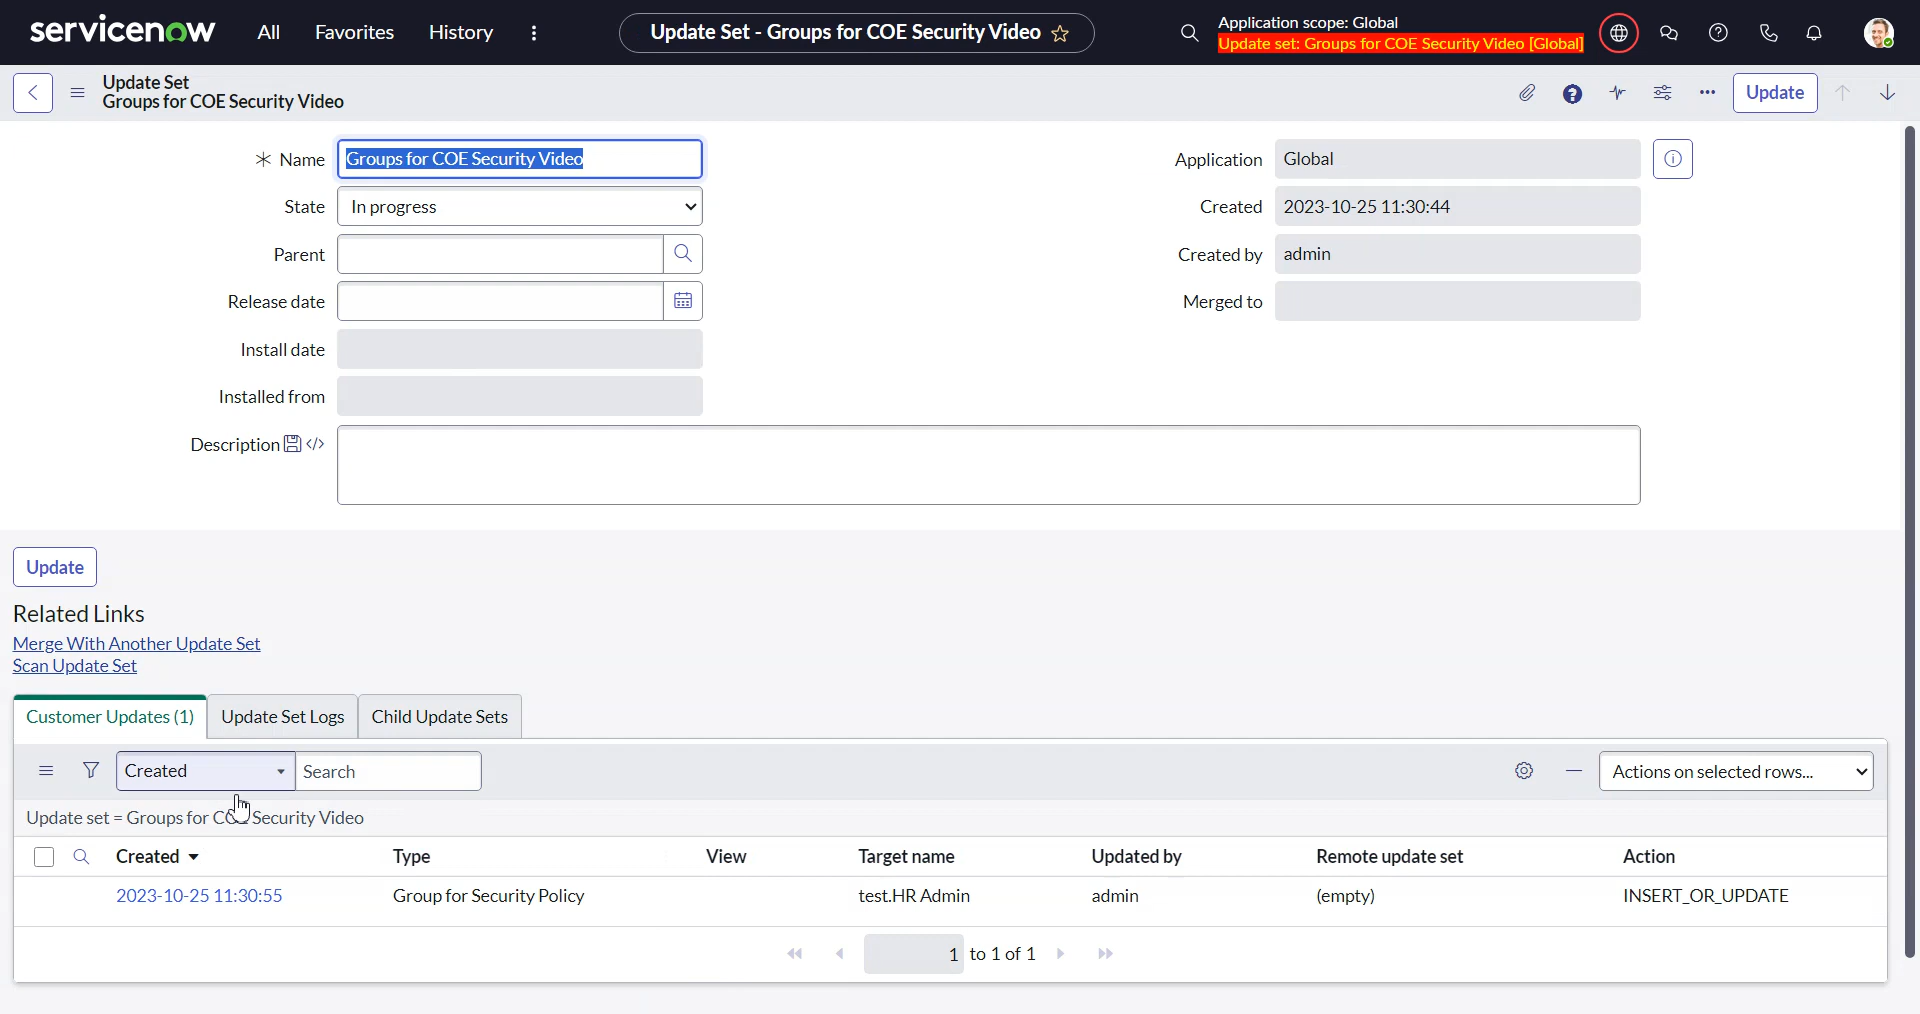 servicenow
All
Favorites
History
Update Set - Groups for COE Security Video
Application scope: Global
Update set: Groups for COE Security Video [Global]
Update Set
Groups for COE Security Video
Update
Name
Groups for COE Security Video
Application
Global
State
In progress
Created
2023-10-25 11:30:44
Parent
Created by
admin
Release date
Merged to
Install date
Installed from
Description
Update
Related Links
Merge With Another Update Set
Scan Update Set
Customer Updates (1)
Update Set Logs
Child Update Sets
Created
Search
Actions on selected rows...
Update set = Groups for COE Security Video
Created
Type
View
Target name
Updated by
Remote update set
Action
2023-10-25 11:30:55
Group for Security Policy
test.HR Admin
admin
(empty)
INSERT_OR_UPDATE
1 to 1 of 1